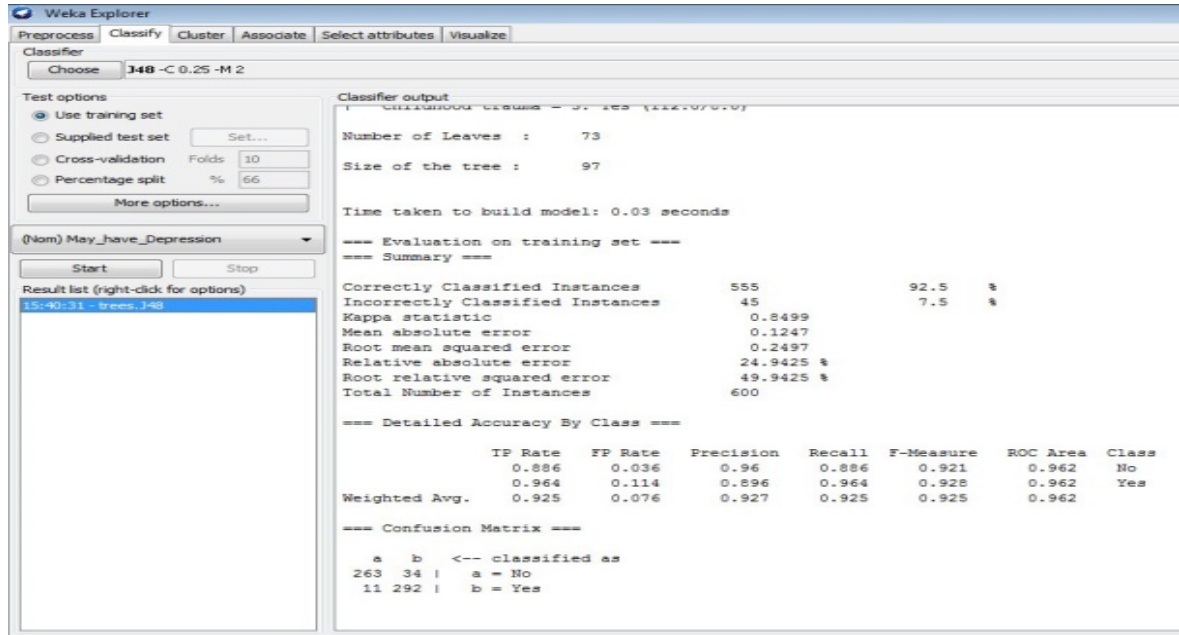 Weka Explorer
Preprocess Classify Cluster Associate Select attributes Visualize
Classifier
Choose J48 -C 0.25 -M 2
Test options
Use training set
Supplied test set Set...
Cross-validation Folds 10
Percentage split % 66
More options...
(Nom) May_have_Depression
Start Stop
Result list (right-click for options)
15:40:31 - trees.J48
Classifier output
Number of Leaves : 73
Size of the tree : 97
Time taken to build model: 0.03 seconds
=== Evaluation on training set ===
=== Summary ===
Correctly Classified Instances 555 92.5 %
Incorrectly Classified Instances 45 7.5 %
Kappa statistic 0.8499
Mean absolute error 0.1247
Root mean squared error 0.2497
Relative absolute error 24.9425 %
Root relative squared error 49.9425 %
Total Number of Instances 600
=== Detailed Accuracy By Class ===
TP Rate FP Rate Precision Recall F-Measure ROC Area Class
0.886 0.036 0.96 0.886 0.921 0.962 No
0.964 0.114 0.896 0.964 0.928 0.962 Yes
Weighted Avg. 0.925 0.076 0.927 0.925 0.925 0.962
=== Confusion Matrix ===
a b <-- classified as
263 34 | a = No
11 292 | b = Yes